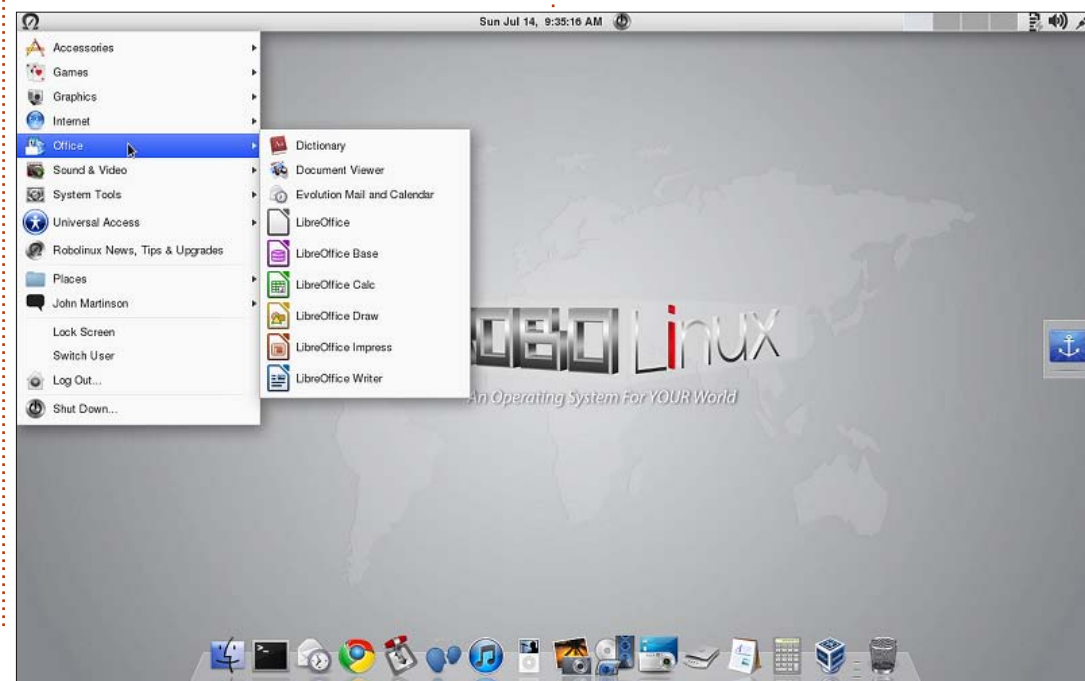 Sun Jul 14, 9:35:16 AM
Accessories
Games
Graphics
Internet
Office
Sound & Video
System Tools
Universal Access
Robolinux News, Tips & Upgrades
Places
John Martinson
Lock Screen
Switch User
Log Out...
Shut Down...
Dictionary
Document Viewer
Evolution Mail and Calendar
LibreOffice
LibreOffice Base
LibreOffice Calc
LibreOffice Draw
LibreOffice Impress
LibreOffice Writer
OBO Linux
An Operating System For YOUR World